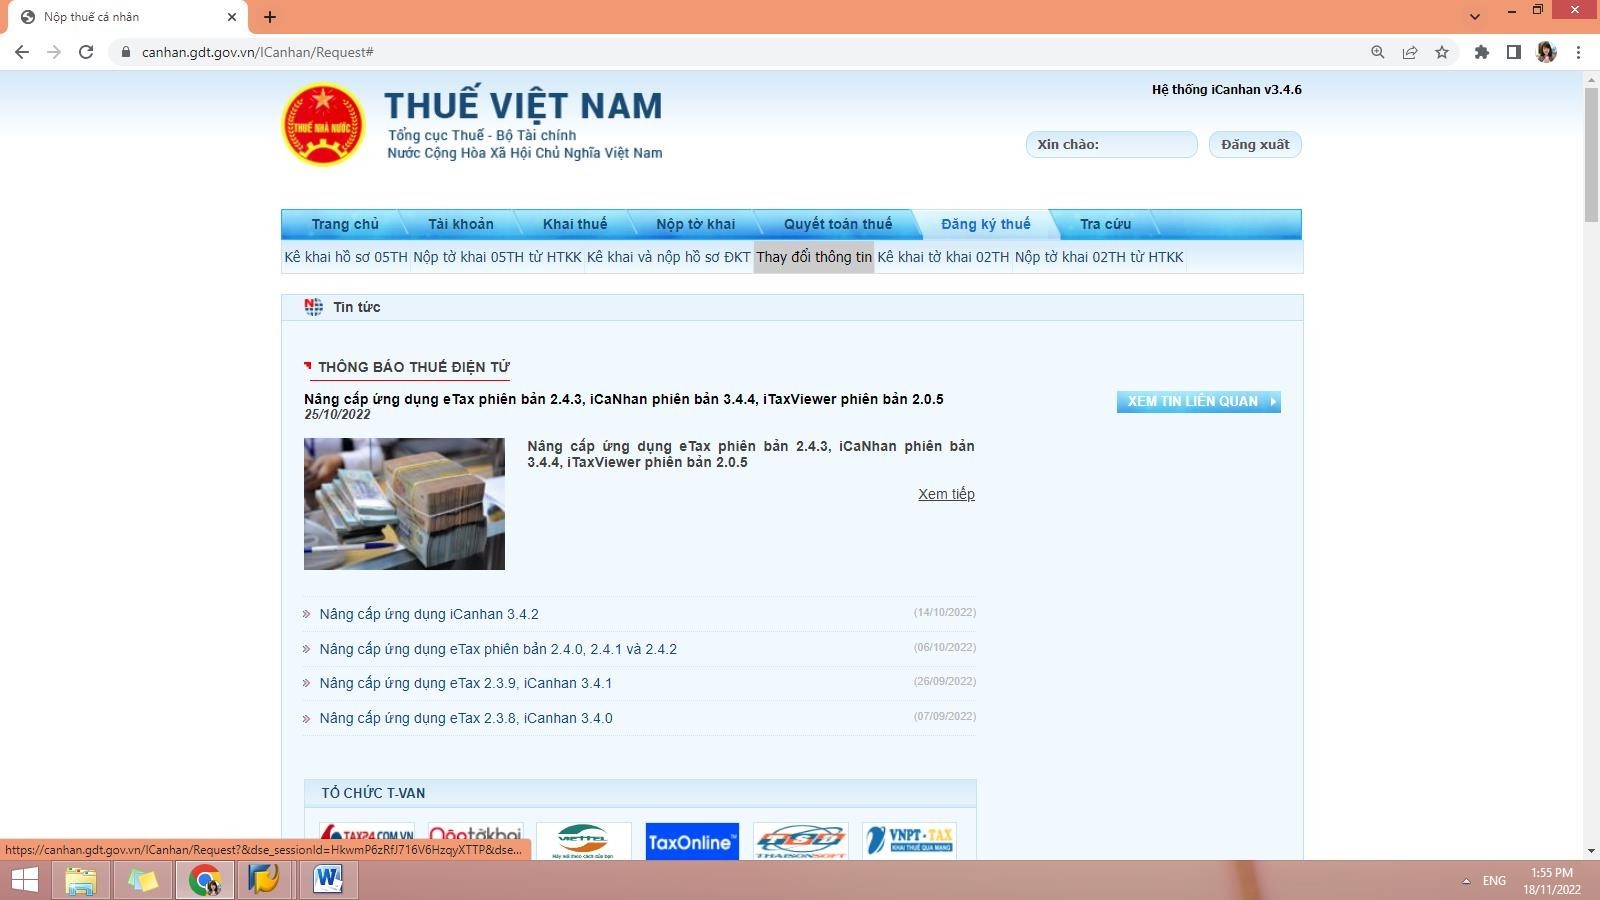 Nộp thuế cá nhân
canhan.gdt.gov.vn/ICanhan/Request#
THUẾ NHÀ NƯỚC
THUẾ VIỆT NAM
Tổng cục Thuế - Bộ Tài chính
Nước Cộng Hòa Xã Hội Chủ Nghĩa Việt Nam
Hệ thống iCanhan v3.4.6
Xin chào:
Đăng xuất
Trang chủ Tài khoản Khai thuế Nộp tờ khai Quyết toán thuế Đăng ký thuế Tra cứu
Kê khai hồ sơ 05TH Nộp tờ khai 05TH từ HTKK Kê khai và nộp hồ sơ ĐKT Thay đổi thông tin Kê khai tờ khai 02TH Nộp tờ khai 02TH từ HTKK
Tin tức
THÔNG BÁO THUẾ ĐIỆN TỬ
Nâng cấp ứng dụng eTax phiên bản 2.4.3, iCaNhan phiên bản 3.4.4, iTaxViewer phiên bản 2.0.5
25/10/2022
XEM TIN LIÊN QUAN
Nâng cấp ứng dụng eTax phiên bản 2.4.3, iCaNhan phiên bản
3.4.4, iTaxViewer phiên bản 2.0.5
Xem tiếp
Nâng cấp ứng dụng iCanhan 3.4.2 (14/10/2022)
Nâng cấp ứng dụng eTax phiên bản 2.4.0, 2.4.1 và 2.4.2 (06/10/2022)
Nâng cấp ứng dụng eTax 2.3.9, iCanhan 3.4.1 (26/09/2022)
Nâng cấp ứng dụng eTax 2.3.8, iCanhan 3.4.0 (07/09/2022)
TỔ CHỨC T-VAN
TAX24.COM.VN
VIETTEL
Hãy nói theo cách của bạn
TaxOnline
THAISONSOFT
VNPT - TAX
KHAI THUẾ QUA MẠNG
https://canhan.gdt.gov.vn/ICanhan/Request?&dse_sessionId=HkwmP6zRfJ716V6HzqyXTTP&dse...
ENG
1:55 PM
18/11/2022